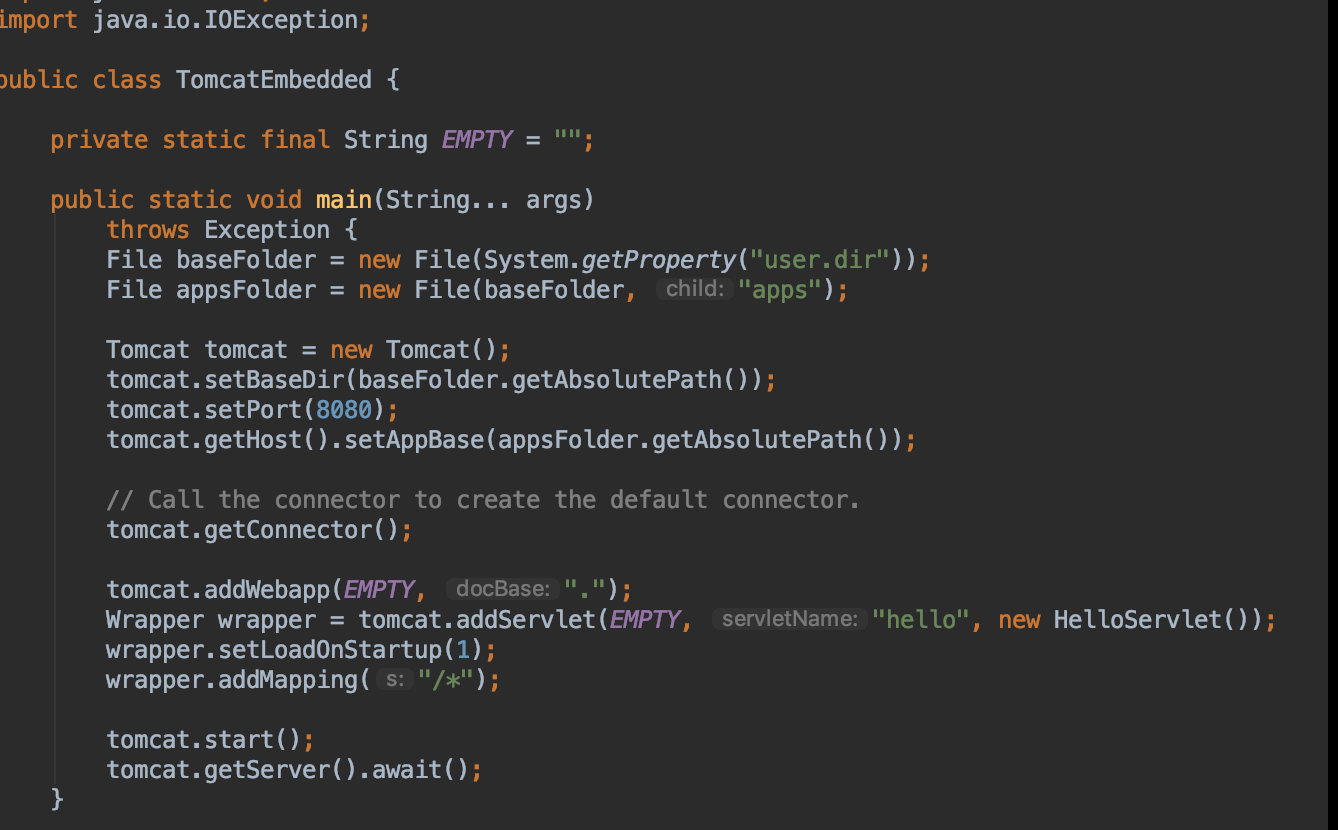 import java.io.IOException;
public class TomcatEmbedded {
private static final String EMPTY = "";
public static void main(String... args)
throws Exception {
File baseFolder = new File(System.getProperty("user.dir"));
File appsFolder = new File(baseFolder, child: "apps");
Tomcat tomcat = new Tomcat();
tomcat.setBaseDir(baseFolder.getAbsolutePath());
tomcat.setPort(8080);
tomcat.getHost().setAppBase(appsFolder.getAbsolutePath());
// Call the connector to create the default connector.
tomcat.getConnector();
tomcat.addWebapp(EMPTY, docBase: ".");
Wrapper wrapper = tomcat.addServlet(EMPTY, servletName: "hello", new HelloServlet());
wrapper.setLoadOnStartup(1);
wrapper.addMapping( s: "/*");
tomcat.start();
tomcat.getServer().await();
}